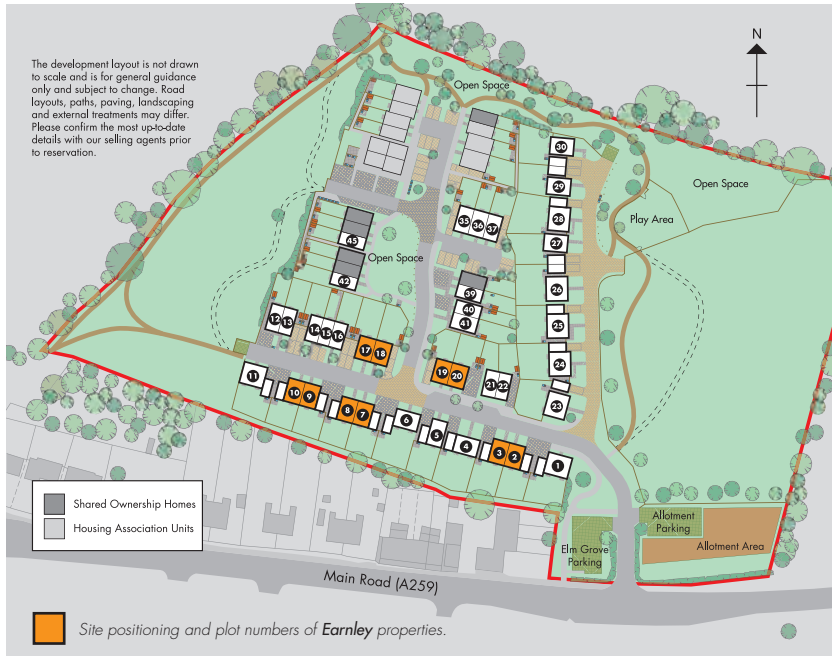 The development layout is not drawn
to scale and is for general guidance
only and subject to change. Road
layouts, paths, paving, landscaping
and external treatments may differ.
Please confirm the most up-to-date
details with our selling agents prior
to reservation.
N
Open Space
Open Space
Play Area
Open Space
30
29
28
27
26
25
24
23
35 36 37
45
42
39
40
41
12 13
14 15 16
17 18
19 20
21 22
11
10 9
8 7
6
5
4
3 2
1
Shared Ownership Homes
Housing Association Units
Allotment
Parking
Allotment Area
Elm Grove
Parking
Main Road (A259)
Site positioning and plot numbers of Earnley properties.